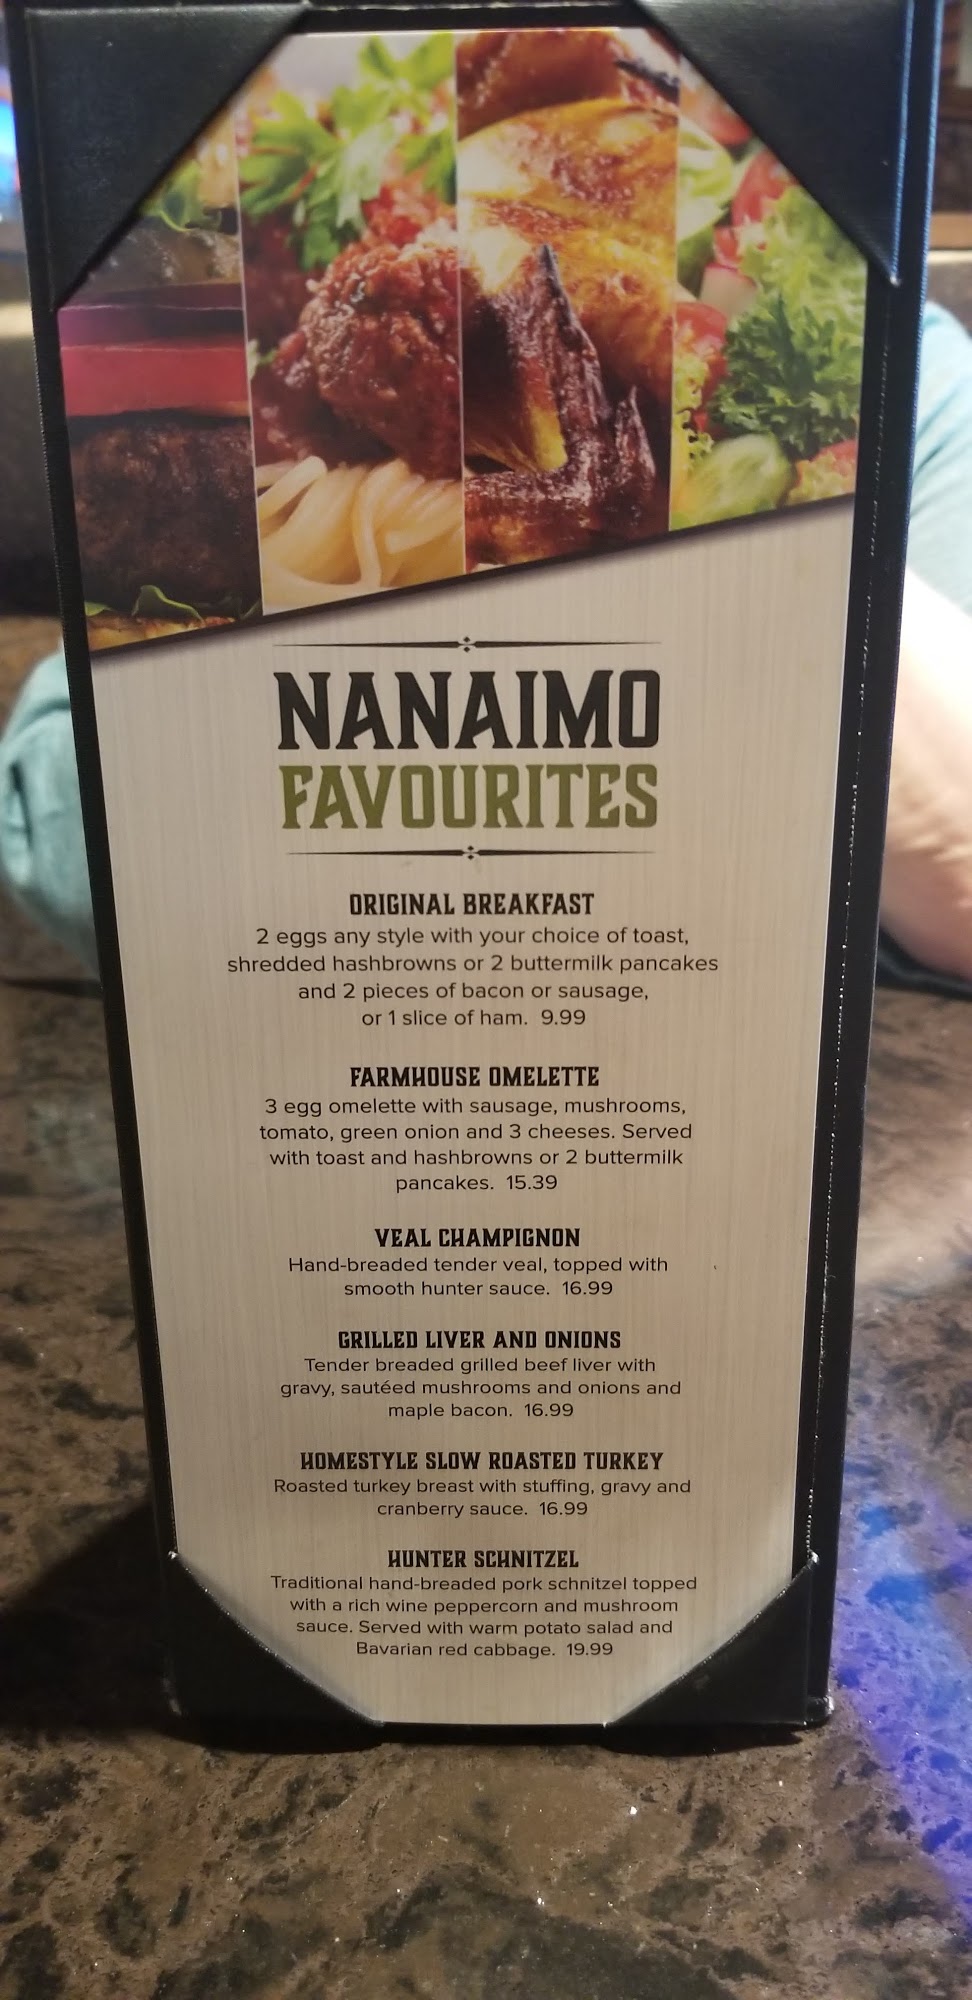 NANAIMO
FAVOURITES
ORIGINAL BREAKFAST
2 eggs any style with your choice of toast,
shredded hashbrowns or 2 buttermilk pancakes
and 2 pieces of bacon or sausage,
or 1 slice of ham. 9.99
FARMHOUSE OMELETTE
3 egg omelette with sausage, mushrooms,
tomato, green onion and 3 cheeses. Served
with toast and hashbrowns or 2 buttermilk
pancakes. 15.39
VEAL CHAMPIGNON
Hand-breaded tender veal, topped with
smooth hunter sauce. 16.99
GRILLED LIVER AND ONIONS
Tender breaded grilled beef liver with
gravy, sautéed mushrooms and onions and
maple bacon. 16.99
HOMESTYLE SLOW ROASTED TURKEY
Roasted turkey breast with stuffing, gravy and
cranberry sauce. 16.99
HUNTER SCHNITZEL
Traditional hand-breaded pork schnitzel topped
with a rich wine peppercorn and mushroom
sauce. Served with warm potato salad and
Bavarian red cabbage. 19.99